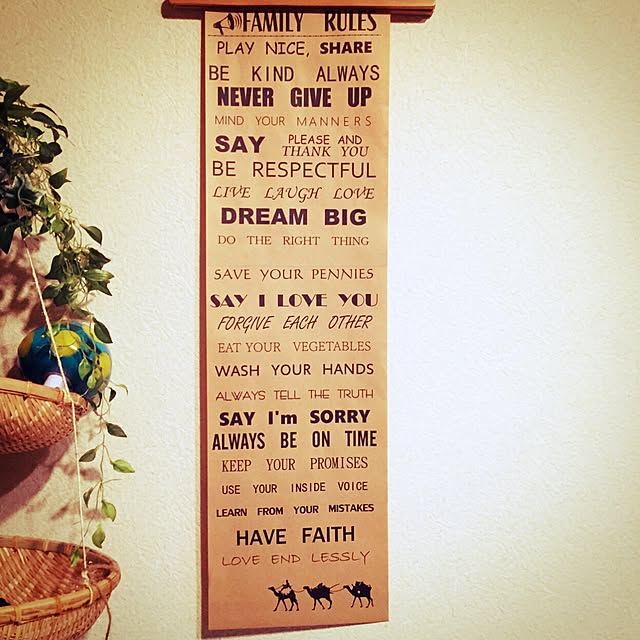 FAMILY RULES
PLAY NICE, SHARE
BE KIND ALWAYS
NEVER GIVE UP
MIND YOUR MANNERS
SAY PLEASE AND
THANK YOU
BE RESPECTFUL
LIVE LAUGH LOVE
DREAM BIG
DO THE RIGHT THING
SAVE YOUR PENNIES
SAY I LOVE YOU
FORGIVE EACH OTHER
EAT YOUR VEGETABLES
WASH YOUR HANDS
ALWAYS TELL THE TRUTH
SAY I'm SORRY
ALWAYS BE ON TIME
KEEP YOUR PROMISES
USE YOUR INSIDE VOICE
LEARN FROM YOUR MISTAKES
HAVE FAITH
LOVE END LESSLY